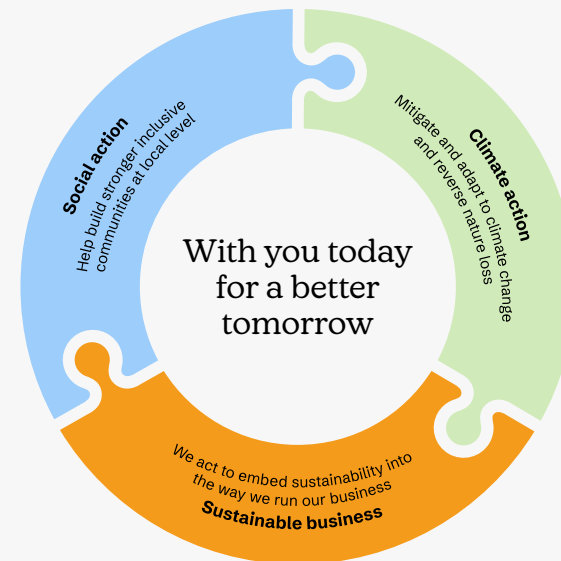 Social action
Help build stronger inclusive
communities at local level
Climate action
Mitigate and adapt to climate change
and reverse nature loss
With you today
for a better
tomorrow
We act to embed sustainability into
the way we run our business
Sustainable business